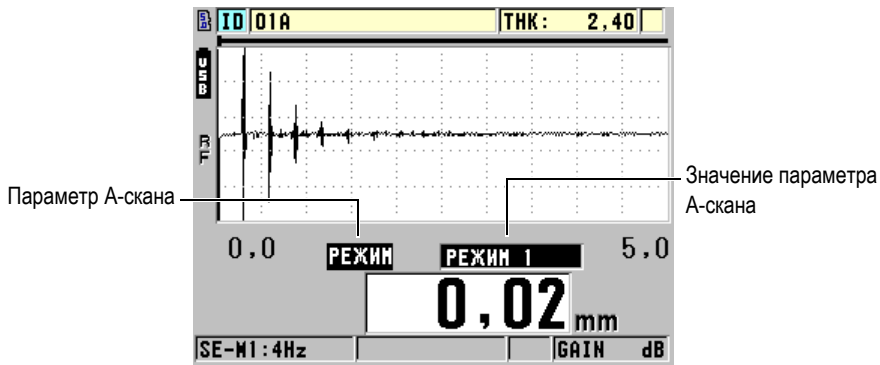 ID 01A THK: 2,40
USB
RF
Параметр А-скана
Значение параметра
А-скана
0,0 РЕЖИМ РЕЖИМ 1 5,0
0,02 mm
SE-M1:4Hz GAIN dB